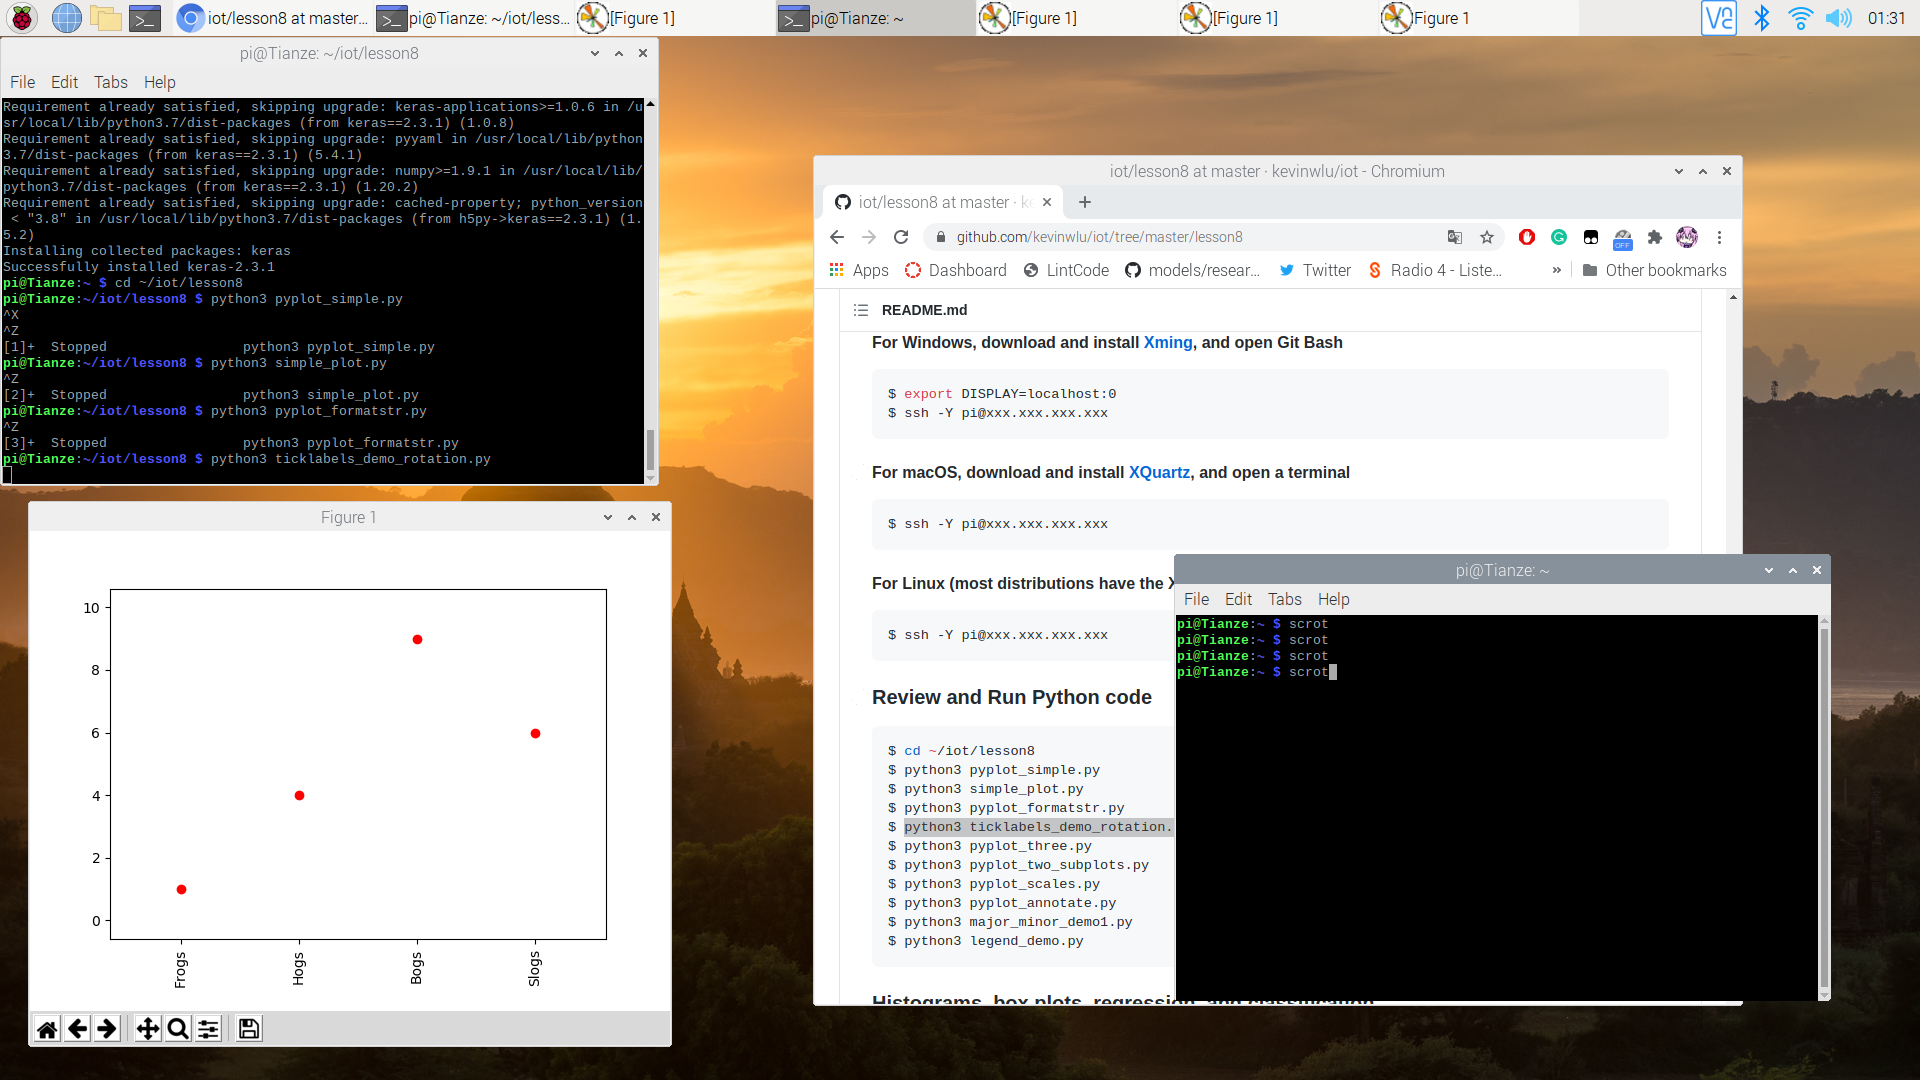 iot/lesson8 at master...
pi@Tianze: ~/iot/less...
[Figure 1]
pi@Tianze: ~
[Figure 1]
[Figure 1]
Figure 1
01:31
pi@Tianze: ~/iot/lesson8
File Edit Tabs Help
Requirement already satisfied, skipping upgrade: keras-applications>=1.0.6 in /u
sr/local/lib/python3.7/dist-packages (from keras==2.3.1) (1.0.8)
Requirement already satisfied, skipping upgrade: pyyaml in /usr/local/lib/python
3.7/dist-packages (from keras==2.3.1) (5.4.1)
Requirement already satisfied, skipping upgrade: numpy>=1.9.1 in /usr/local/lib/
python3.7/dist-packages (from keras==2.3.1) (1.20.2)
Requirement already satisfied, skipping upgrade: cached-property; python_version
 < "3.8" in /usr/local/lib/python3.7/dist-packages (from h5py->keras==2.3.1) (1.
5.2)
Installing collected packages: keras
Successfully installed keras-2.3.1
pi@Tianze:~ $ cd ~/iot/lesson8
pi@Tianze:~/iot/lesson8 $ python3 pyplot_simple.py
^X
^Z
[1]+  Stopped                 python3 pyplot_simple.py
pi@Tianze:~/iot/lesson8 $ python3 simple_plot.py
^Z
[2]+  Stopped                 python3 simple_plot.py
pi@Tianze:~/iot/lesson8 $ python3 pyplot_formatstr.py
^Z
[3]+  Stopped                 python3 pyplot_formatstr.py
pi@Tianze:~/iot/lesson8 $ python3 ticklabels_demo_rotation.py
Figure 1
10
8
6
4
2
0
Frogs
Hogs
Bogs
Slogs
iot/lesson8 at master · kevinwlu/iot - Chromium
iot/lesson8 at master · ke
github.com/kevinwlu/iot/tree/master/lesson8
OFF
Apps Dashboard LintCode models/resear... Twitter Radio 4 - Liste... » Other bookmarks
README.md
For Windows, download and install Xming, and open Git Bash
$ export DISPLAY=localhost:0
$ ssh -Y pi@xxx.xxx.xxx.xxx
For macOS, download and install XQuartz, and open a terminal
$ ssh -Y pi@xxx.xxx.xxx.xxx
For Linux (most distributions have the X
$ ssh -Y pi@xxx.xxx.xxx.xxx
Review and Run Python code
$ cd ~/iot/lesson8
$ python3 pyplot_simple.py
$ python3 simple_plot.py
$ python3 pyplot_formatstr.py
$ python3 ticklabels_demo_rotation.
$ python3 pyplot_three.py
$ python3 pyplot_two_subplots.py
$ python3 pyplot_scales.py
$ python3 pyplot_annotate.py
$ python3 major_minor_demo1.py
$ python3 legend_demo.py
Histograms, box plots, regression, and classification
pi@Tianze: ~
File Edit Tabs Help
pi@Tianze:~ $ scrot
pi@Tianze:~ $ scrot
pi@Tianze:~ $ scrot
pi@Tianze:~ $ scrot